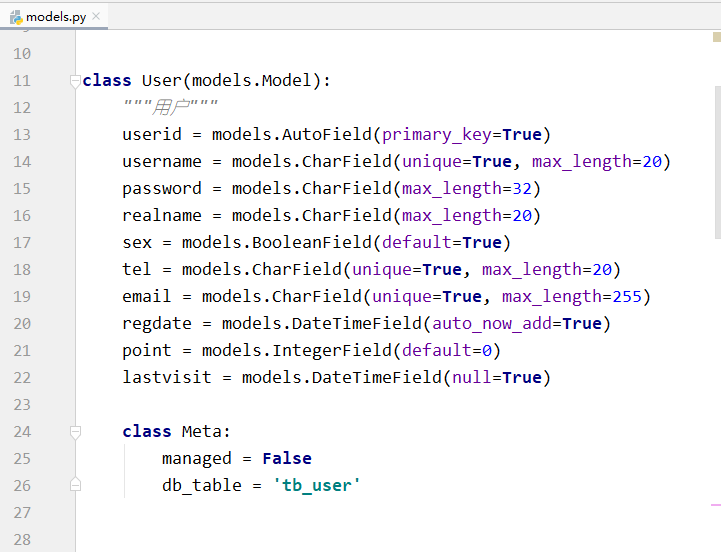 models.py
10
11 class User(models.Model):
12     """用户"""
13     userid = models.AutoField(primary_key=True)
14     username = models.CharField(unique=True, max_length=20)
15     password = models.CharField(max_length=32)
16     realname = models.CharField(max_length=20)
17     sex = models.BooleanField(default=True)
18     tel = models.CharField(unique=True, max_length=20)
19     email = models.CharField(unique=True, max_length=255)
20     regdate = models.DateTimeField(auto_now_add=True)
21     point = models.IntegerField(default=0)
22     lastvisit = models.DateTimeField(null=True)
23
24     class Meta:
25         managed = False
26         db_table = 'tb_user'
27
28